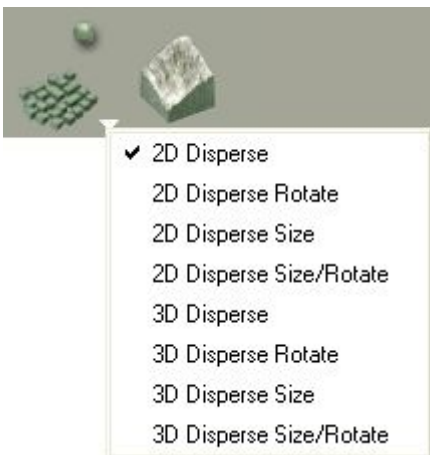 2D Disperse
2D Disperse Rotate
2D Disperse Size
2D Disperse Size/Rotate
3D Disperse
3D Disperse Rotate
3D Disperse Size
3D Disperse Size/Rotate